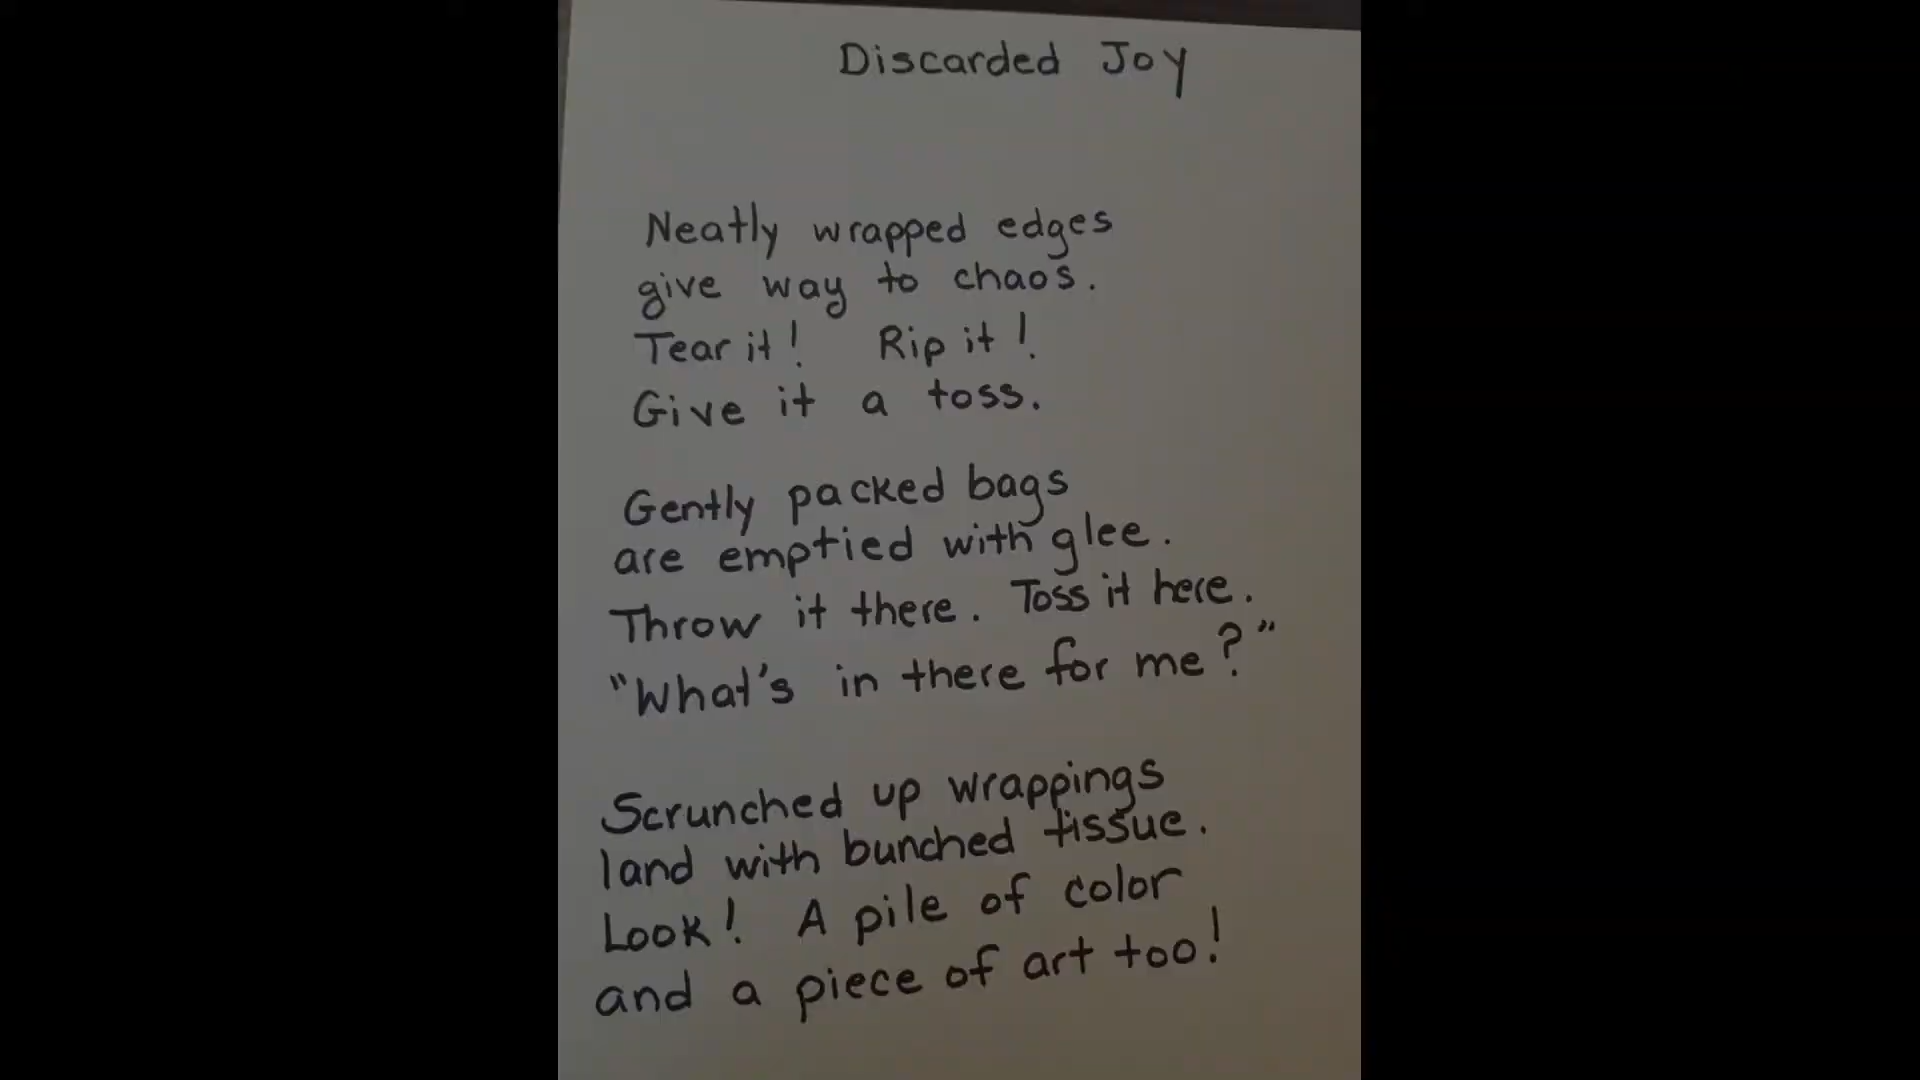 Discarded Joy
Neatly wrapped edges
give way to chaos.
Tear it! Rip it!
Give it a toss.
Gently packed bags
are emptied with glee.
Throw it there. Toss it here.
"What's in there for me?"
Scrunched up wrappings
land with bunched tissue.
Look! A pile of color
and a piece of art too!